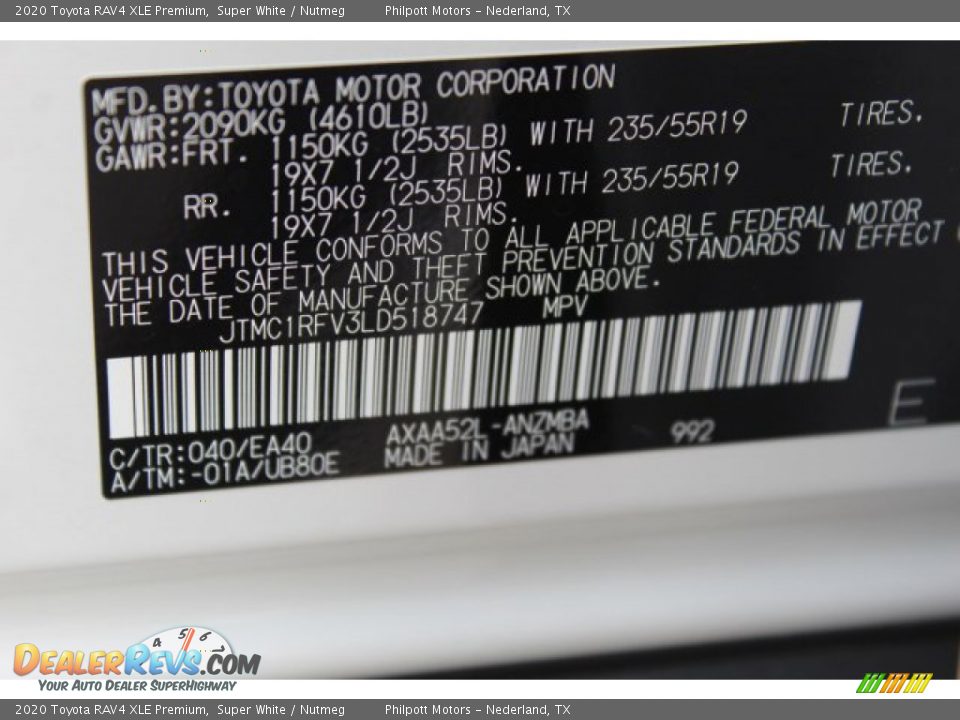 2020 Toyota RAV4 XLE Premium, Super White / Nutmeg Philpott Motors - Nederland, TX
MFD.BY:TOYOTA MOTOR CORPORATION
GVWR:2090KG (4610LB)
GAWR:FRT. 1150KG (2535LB) WITH 235/55R19 TIRES.
19X7 1/2J RIMS.
RR. 1150KG (2535LB) WITH 235/55R19 TIRES.
19X7 1/2J RIMS.
THIS VEHICLE CONFORMS TO ALL APPLICABLE FEDERAL MOTOR
VEHICLE SAFETY AND THEFT PREVENTION STANDARDS IN EFFECT
THE DATE OF MANUFACTURE SHOWN ABOVE.
JTMC1RFV3LD518747 MPV
C/TR:040/EA40 AXAA52L-ANZMBA 992 E
A/TM:-01A/UB80E MADE IN JAPAN
4 5 6
DEALERREVS.COM
YOUR AUTO DEALER SUPERHIGHWAY
2020 Toyota RAV4 XLE Premium, Super White / Nutmeg Philpott Motors - Nederland, TX